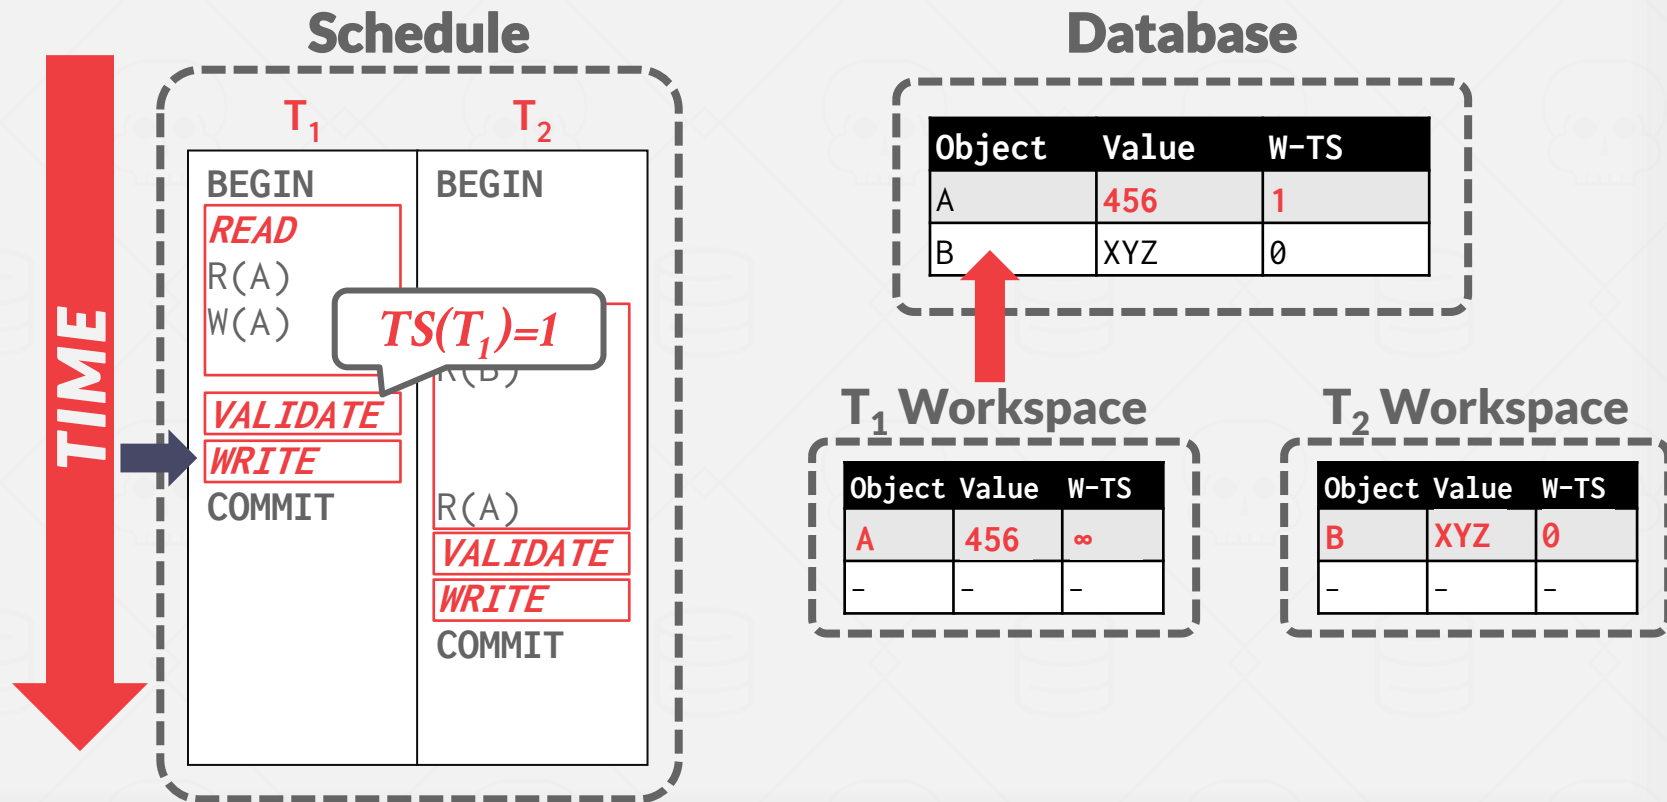 Schedule
Database
TIME
T1 T2
BEGIN BEGIN
READ
R(A)
W(A)
TS(T1)=1
R(B)
VALIDATE
WRITE
COMMIT R(A)
VALIDATE
WRITE
COMMIT
Object Value W-TS
A 456 1
B XYZ 0
T1 Workspace
Object Value W-TS
A 456 ∞
- - -
T2 Workspace
Object Value W-TS
B XYZ 0
- - -